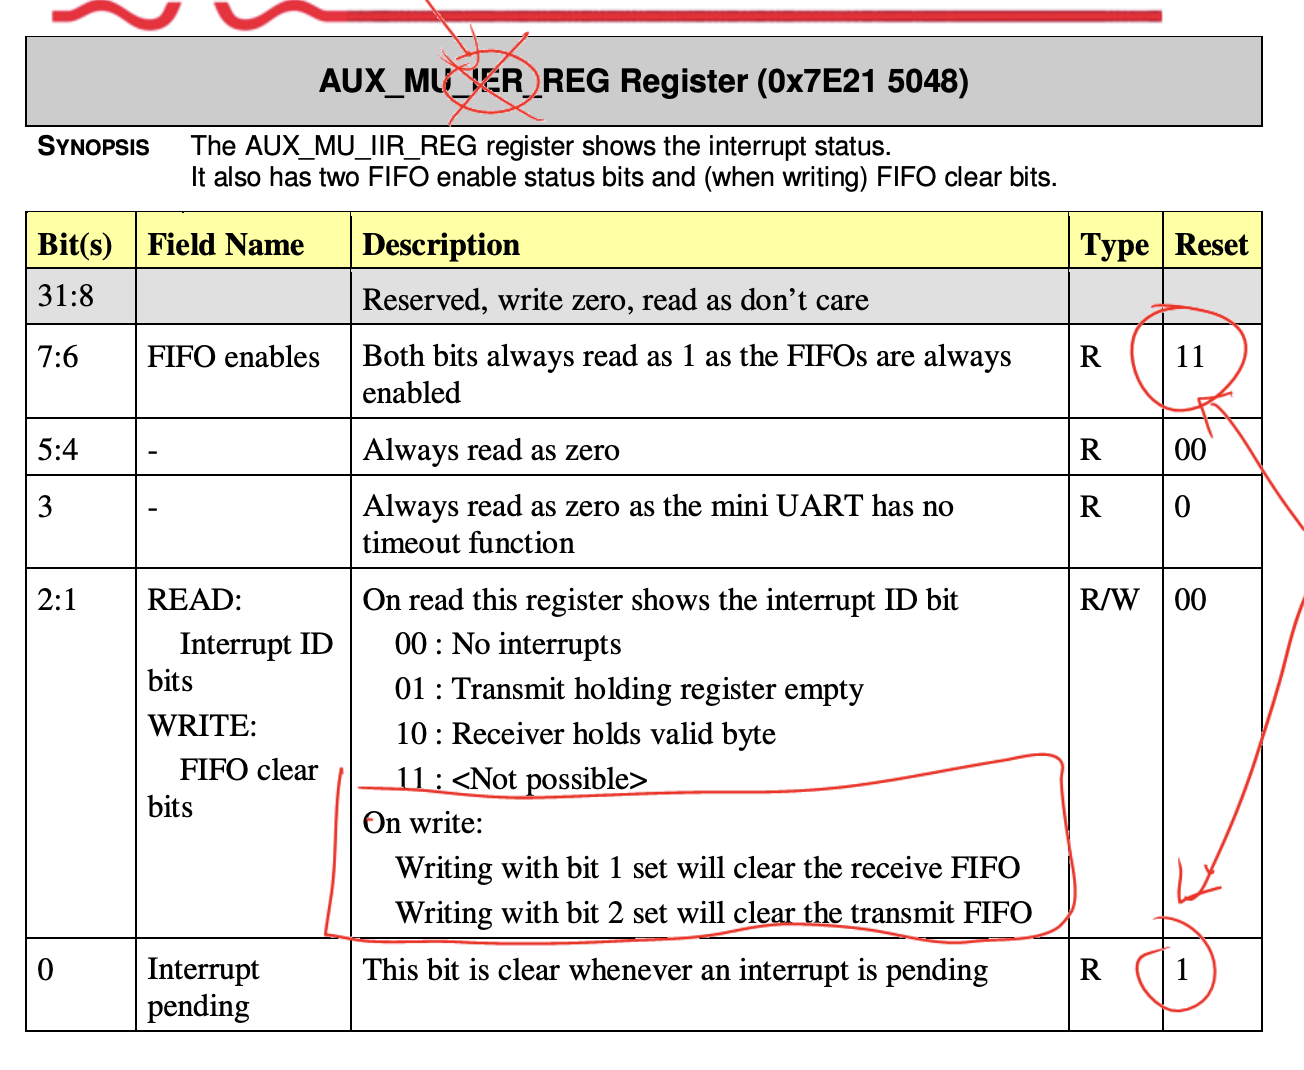 AUX_MU_IER_REG Register (0x7E21 5048)
SYNOPSIS The AUX_MU_IIR_REG register shows the interrupt status.
It also has two FIFO enable status bits and (when writing) FIFO clear bits.
Bit(s) Field Name Description Type Reset
31:8 Reserved, write zero, read as don’t care
7:6 FIFO enables Both bits always read as 1 as the FIFOs are always R 11
enabled
5:4 - Always read as zero R 00
3 - Always read as zero as the mini UART has no R 0
timeout function
2:1 READ: On read this register shows the interrupt ID bit R/W 00
Interrupt ID 00 : No interrupts
bits 01 : Transmit holding register empty
WRITE: 10 : Receiver holds valid byte
FIFO clear 11 : <Not possible>
bits On write:
Writing with bit 1 set will clear the receive FIFO
Writing with bit 2 set will clear the transmit FIFO
0 Interrupt This bit is clear whenever an interrupt is pending R 1
pending